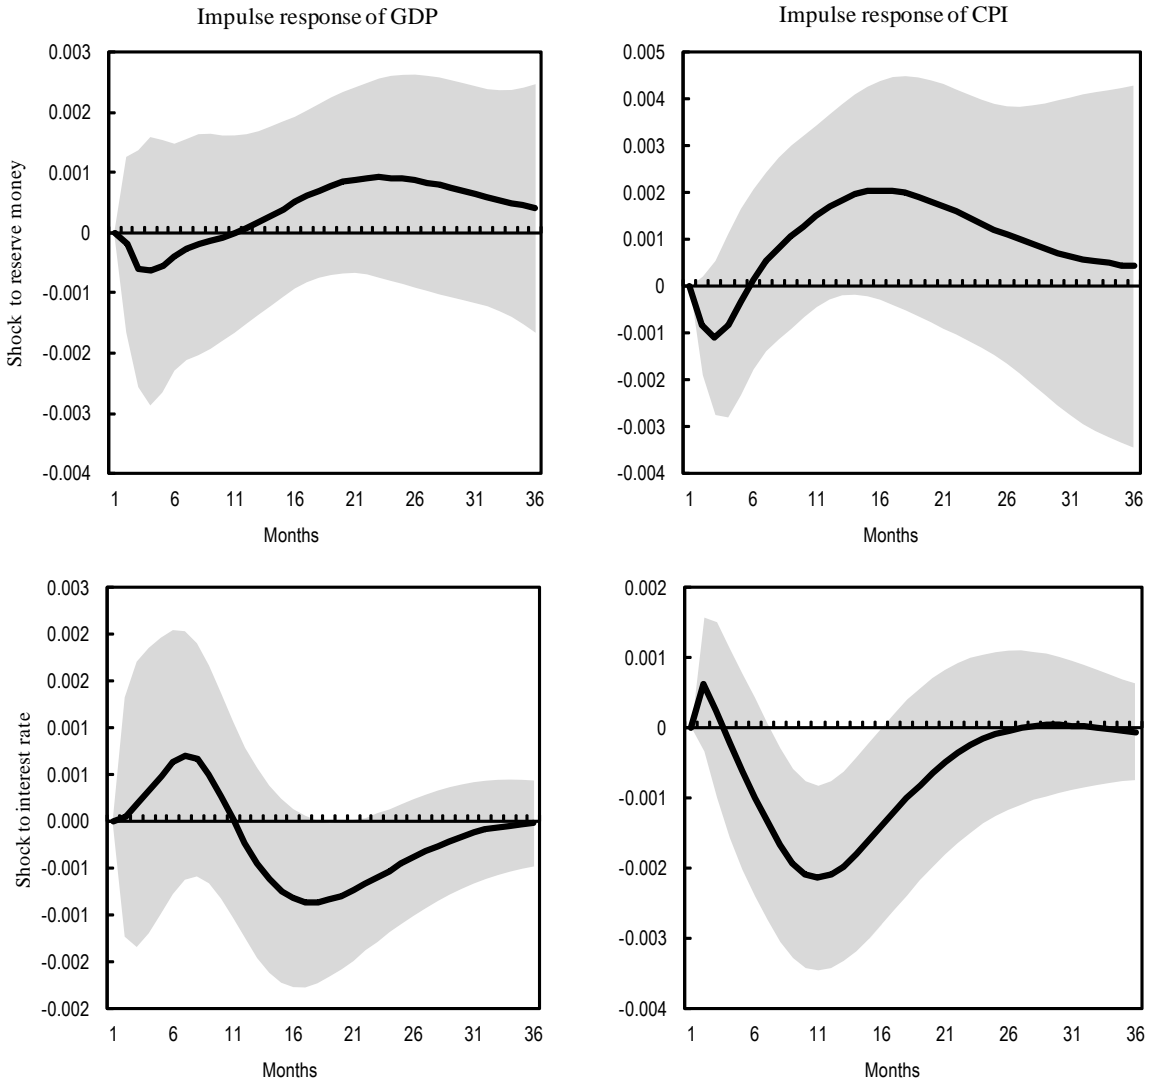 Impulse response of GDP
Impulse response of CPI
Shock to reserve money
0.003
0.002
0.001
0
-0.001
-0.002
-0.003
-0.004
1 6 11 16 21 26 31 36
Months
0.005
0.004
0.003
0.002
0.001
0
-0.001
-0.002
-0.003
-0.004
1 6 11 16 21 26 31 36
Months
Shock to interest rate
0.003
0.002
0.002
0.001
0.001
0.000
-0.001
-0.001
-0.002
-0.002
1 6 11 16 21 26 31 36
Months
0.002
0.001
0
-0.001
-0.002
-0.003
-0.004
1 6 11 16 21 26 31 36
Months